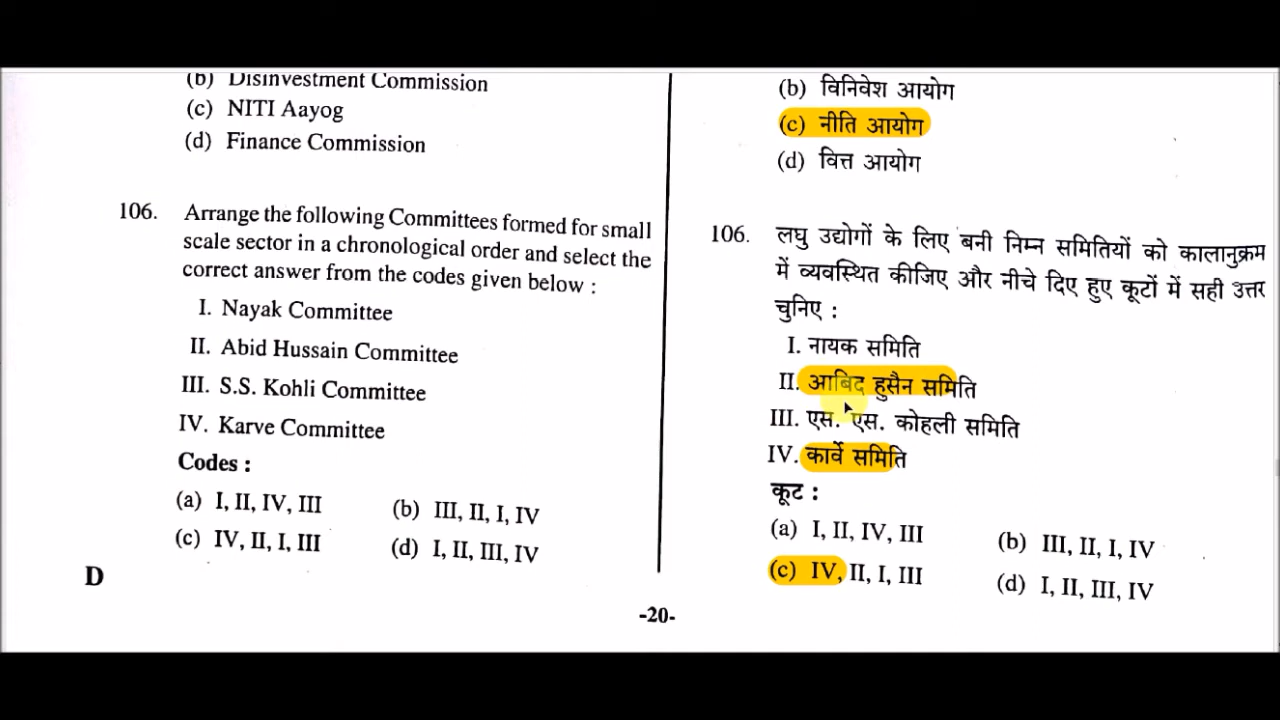 (b) Disinvestment Commission
(c) NITI Aayog
(d) Finance Commission
106. Arrange the following Committees formed for small
scale sector in a chronological order and select the
correct answer from the codes given below :
I. Nayak Committee
II. Abid Hussain Committee
III. S.S. Kohli Committee
IV. Karve Committee
Codes :
(a) I, II, IV, III (b) III, II, I, IV
(c) IV, II, I, III (d) I, II, III, IV
D
(b) विनिवेश आयोग
(c) नीति आयोग
(d) वित्त आयोग
106. लघु उद्योगों के लिए बनी निम्न समितियों को कालानुक्रम
में व्यवस्थित कीजिए और नीचे दिए हुए कूटों में सही उत्तर
चुनिए :
I. नायक समिति
II. आबिद हुसैन समिति
III. एस. एस. कोहली समिति
IV. कार्वे समिति
कूट :
(a) I, II, IV, III (b) III, II, I, IV
(c) IV, II, I, III (d) I, II, III, IV
-20-